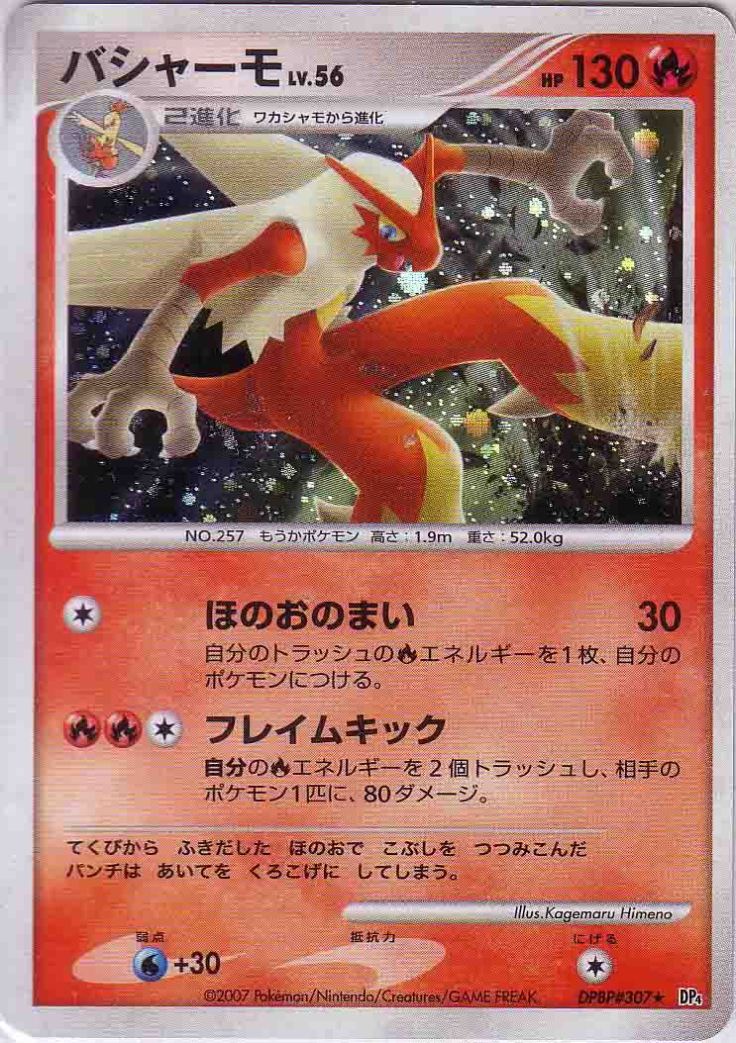 バシャーモ LV.56 HP 130
2進化 ワカシャモから進化
NO.257 もうかポケモン 高さ:1.9m 重さ:52.0kg
ほのおのまい 30
自分のトラッシュのエネルギーを1枚、自分の
ポケモンにつける。
フレイムキック
自分のエネルギーを2個トラッシュし、相手の
ポケモン1匹に、80ダメージ。
てくびから ふきだした ほのおで こぶしを つつみこんだ
パンチは あいてを くろこげに してしまう。
Illus.Kagemaru Himeno
弱点 抵抗力 にげる
+30
©2007 Pokémon/Nintendo/Creatures/GAME FREAK. DPBP#307★ DP4